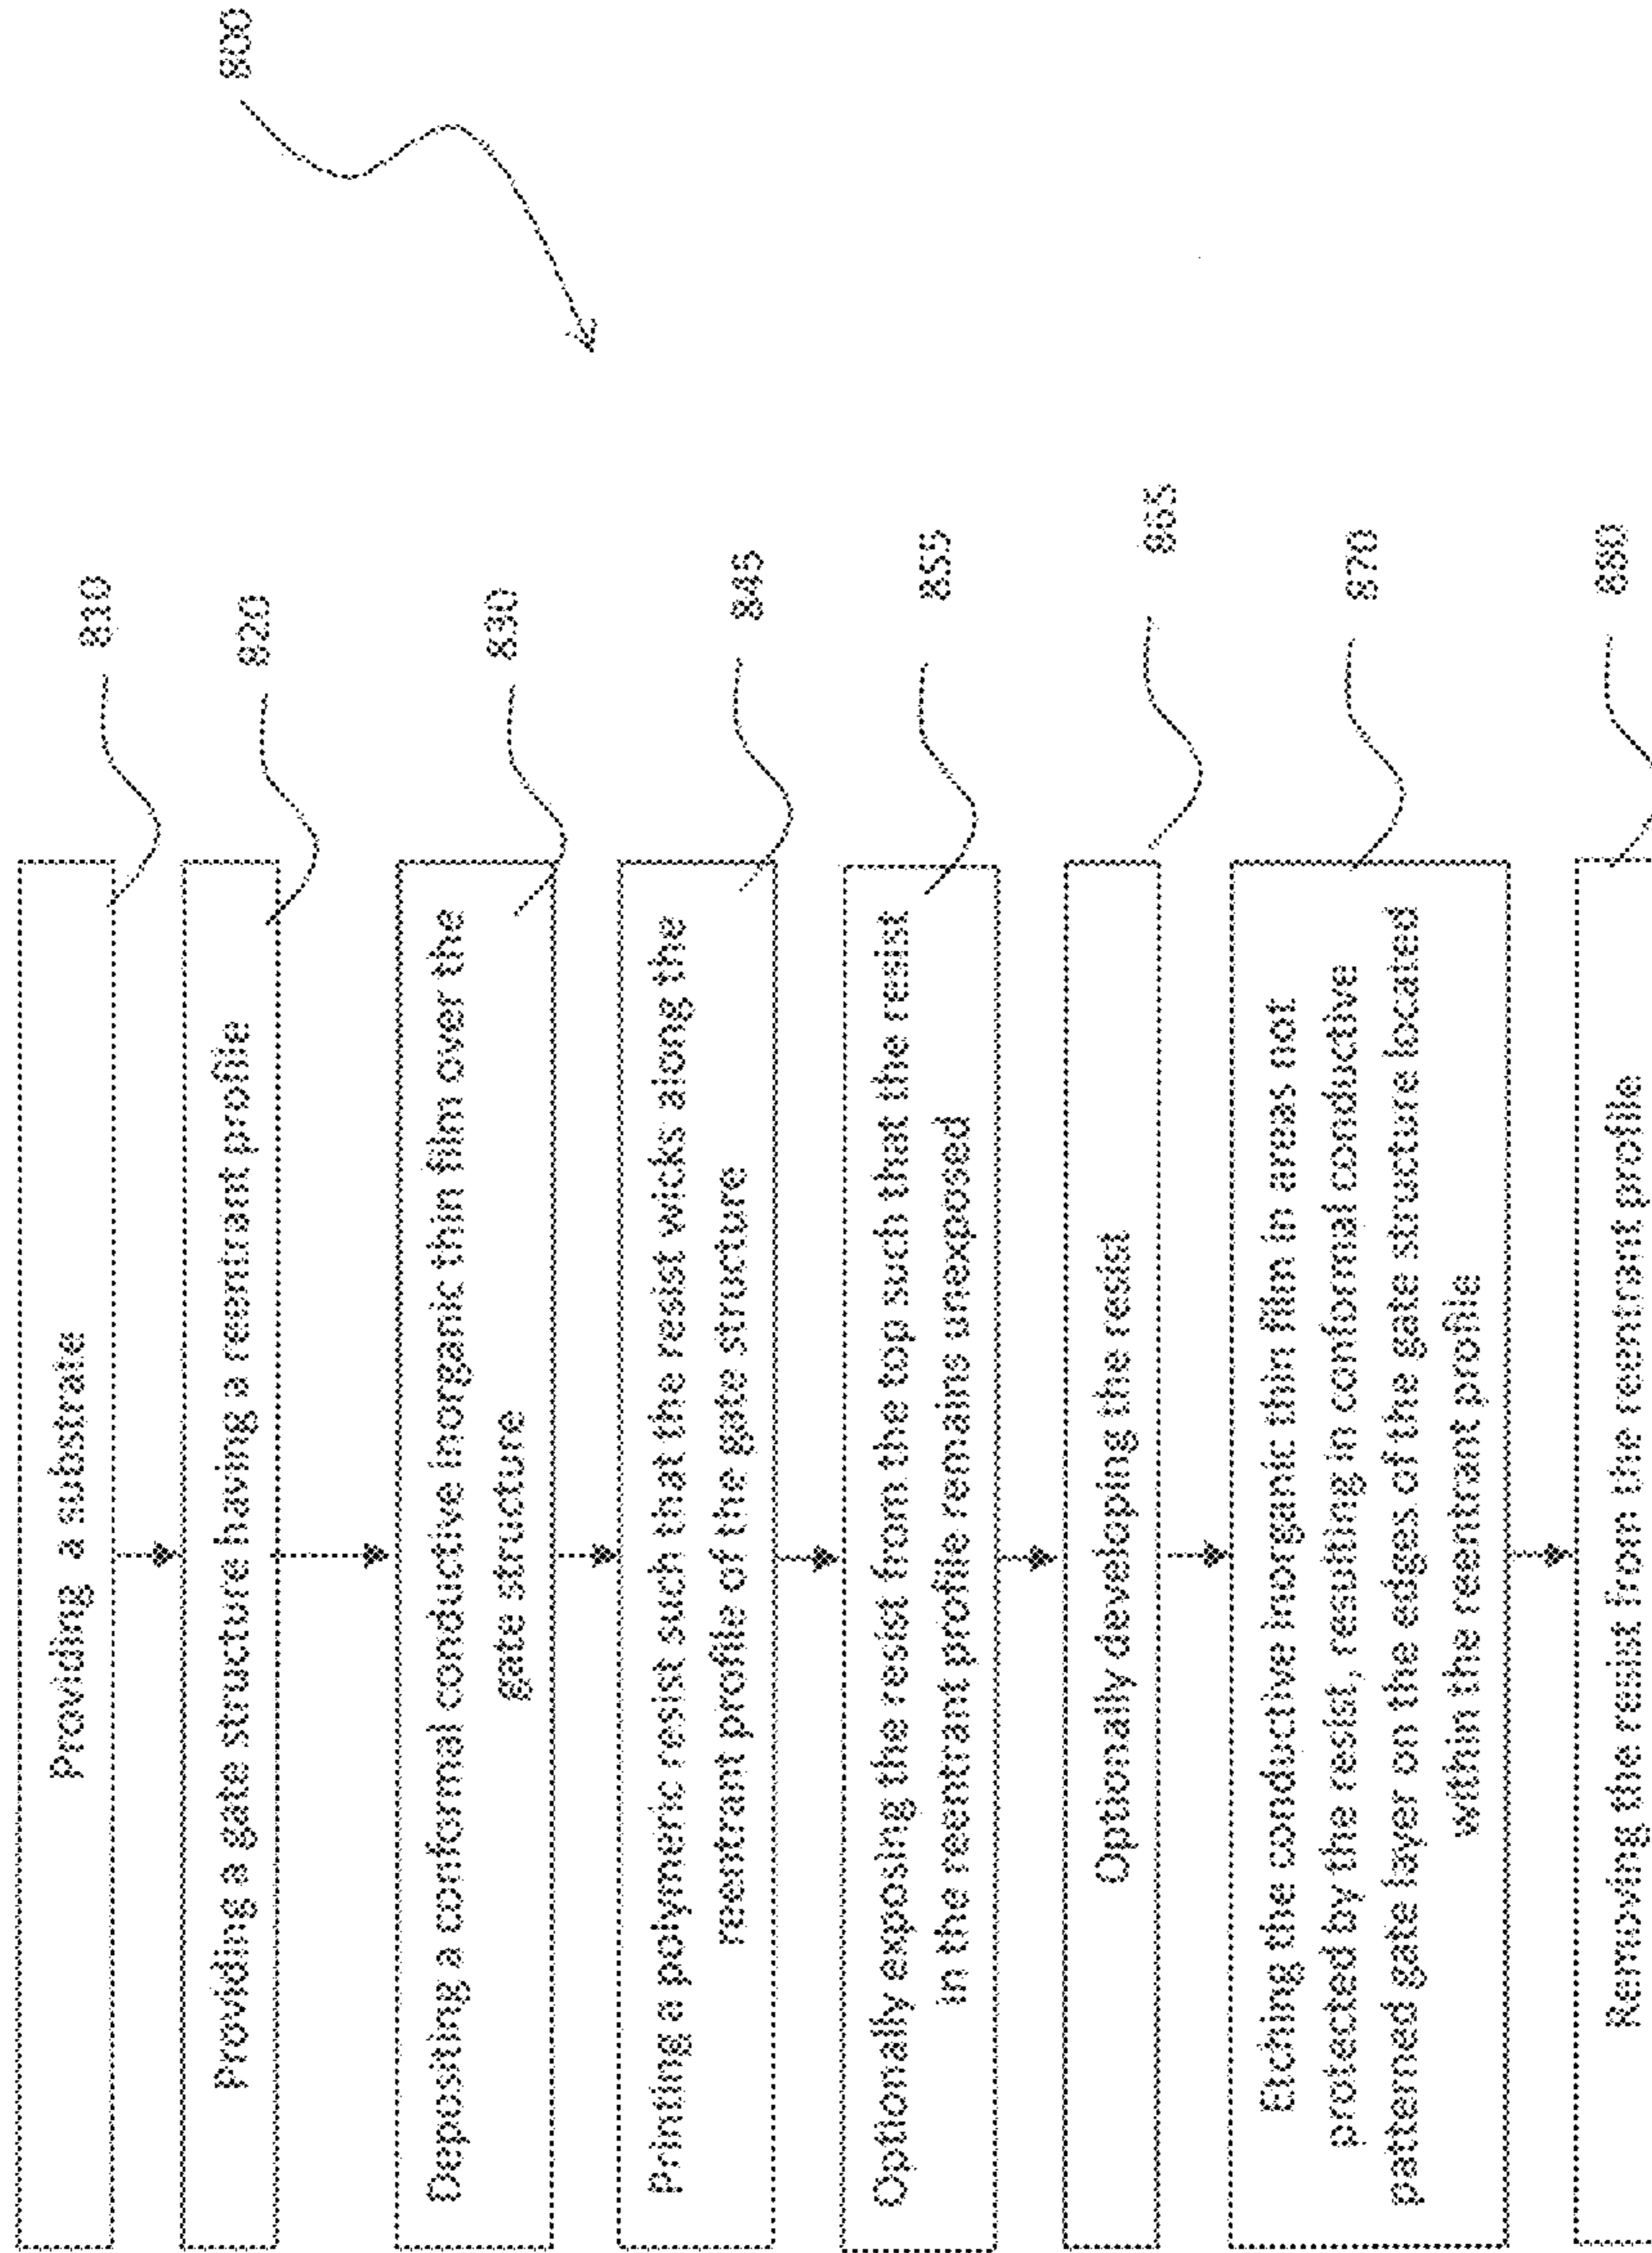 800
Providing a substrate
810
Providing a gate structure having a reentrant profile
820
Depositing a conformal conductive inorganic thin film over the
gate structure
830
Printing a polymeric resist such that the resist wicks along the
reentrant profile of the gate structure
845
Optionally exposing the resist from the top such that the resist
in the reentrant profile remains unexposed
855
Optionally developing the resist
865
Etching the conductive inorganic thin film in areas not
protected by the resist, resulting in conformal conductive
patterned gate layer on the edges of the gate structure located
within the reentrant profile
870
Removing the resist from the reentrant profile
880